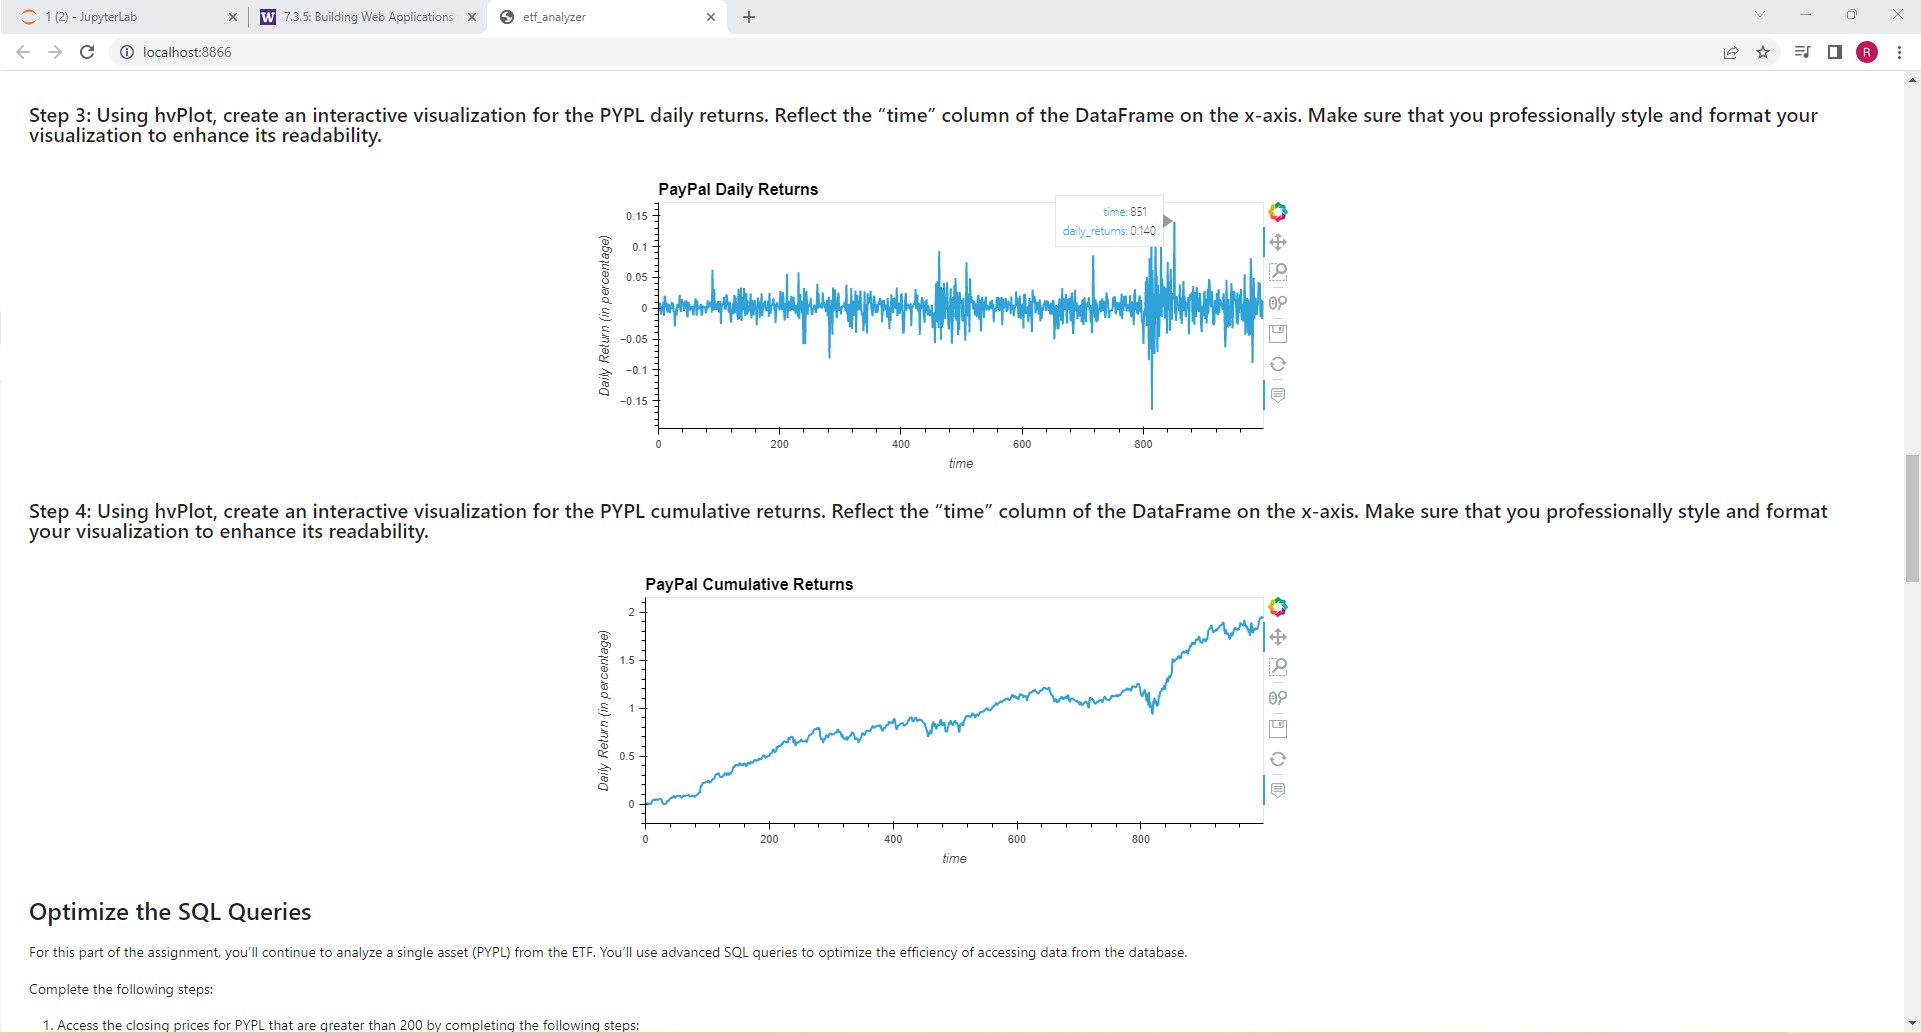 1 (2) - JupyterLab
7.3.5: Building Web Applications
etf_analyzer
localhost:8866
R
Step 3: Using hvPlot, create an interactive visualization for the PYPL daily returns. Reflect the “time” column of the DataFrame on the x-axis. Make sure that you professionally style and format your
visualization to enhance its readability.
PayPal Daily Returns
time: 851
daily_returns: 0.140
Daily Return (in percentage)
0.15
0.1
0.05
0
−0.05
−0.1
−0.15
0 200 400 600 800
time
Step 4: Using hvPlot, create an interactive visualization for the PYPL cumulative returns. Reflect the “time” column of the DataFrame on the x-axis. Make sure that you professionally style and format
your visualization to enhance its readability.
PayPal Cumulative Returns
Daily Return (in percentage)
2
1.5
1
0.5
0
0 200 400 600 800
time
Optimize the SQL Queries
For this part of the assignment, you’ll continue to analyze a single asset (PYPL) from the ETF. You’ll use advanced SQL queries to optimize the efficiency of accessing data from the database.
Complete the following steps:
1. Access the closing prices for PYPL that are greater than 200 by completing the following steps: